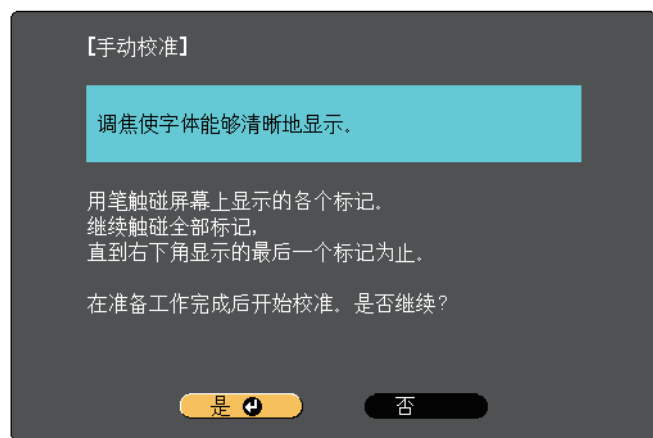 【手动校准】
调焦使字体能够清晰地显示。
用笔触碰屏幕上显示的各个标记。
继续触碰全部标记，
直到右下角显示的最后一个标记为止。
在准备工作完成后开始校准。是否继续？
是
否